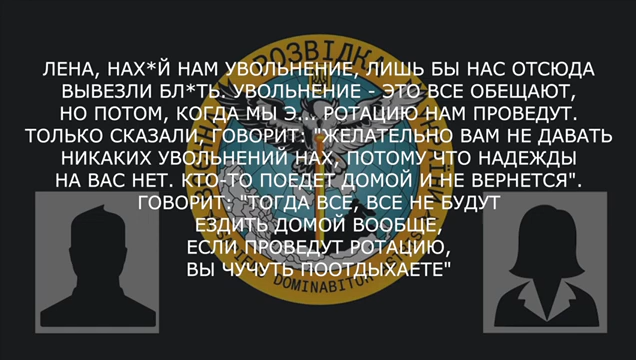 ЛЕНА, НАХ*Й НАМ УВОЛЬНЕНИЕ, ЛИШЬ БЫ НАС ОТСЮДА
ВЫВЕЗЛИ БЛ*ТЬ. УВОЛЬНЕНИЕ - ЭТО ВСЕ ОБЕЩАЮТ,
НО ПОТОМ, КОГДА МЫ Э... РОТАЦИЮ НАМ ПРОВЕДУТ.
ТОЛЬКО СКАЗАЛИ, ГОВОРИТ: "ЖЕЛАТЕЛЬНО ВАМ НЕ ДАВАТЬ
НИКАКИХ УВОЛЬНЕНИЙ НАХ, ПОТОМУ ЧТО НАДЕЖДЫ
НА ВАС НЕТ. КТО-ТО ПОЕДЕТ ДОМОЙ И НЕ ВЕРНЕТСЯ".
ГОВОРИТ: "ТОГДА ВСЕ, ВСЕ НЕ БУДУТ
ЕЗДИТЬ ДОМОЙ ВООБЩЕ,
ЕСЛИ ПРОВЕДУТ РОТАЦИЮ,
ВЫ ЧУЧУТЬ ПООТДЫХАЕТЕ"
РОЗВІДКА
DOMINABITUR